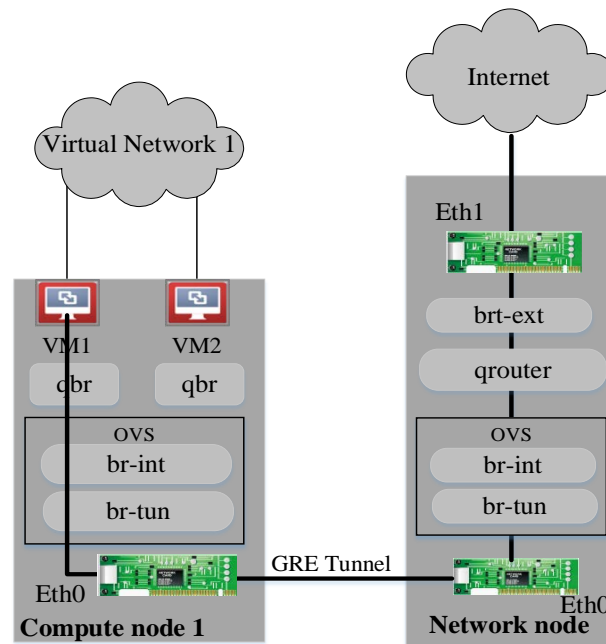 Internet
Virtual Network 1
Eth1
VM1
VM2
brt-ext
qbr
qbr
qrouter
OVS
OVS
br-int
br-int
br-tun
br-tun
GRE Tunnel
Eth0
Eth0
Compute node 1
Network node